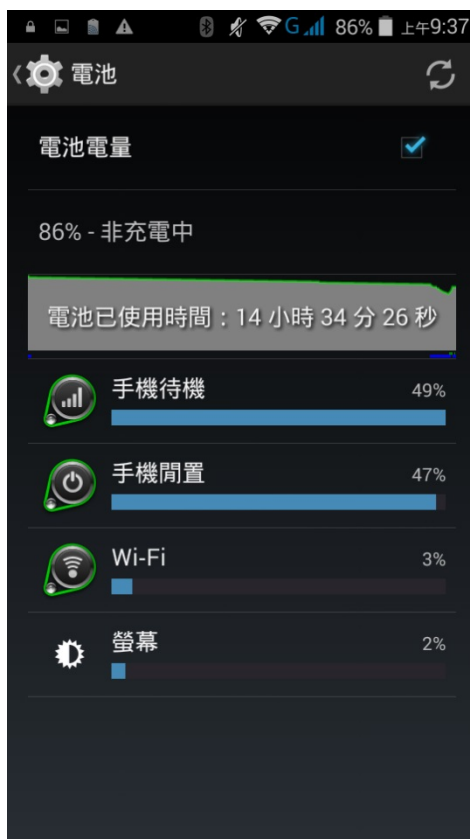 G 86% 上午9:37
電池
電池電量
86% - 非充電中
電池已使用時間：14 小時 34 分 26 秒
手機待機 49%
手機閒置 47%
Wi-Fi 3%
螢幕 2%